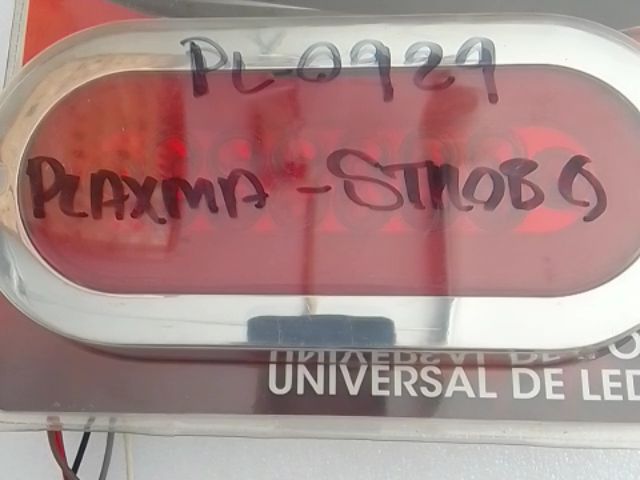 PL-0929
PLAXMA - STROBO
UNIVERSAL DE LED